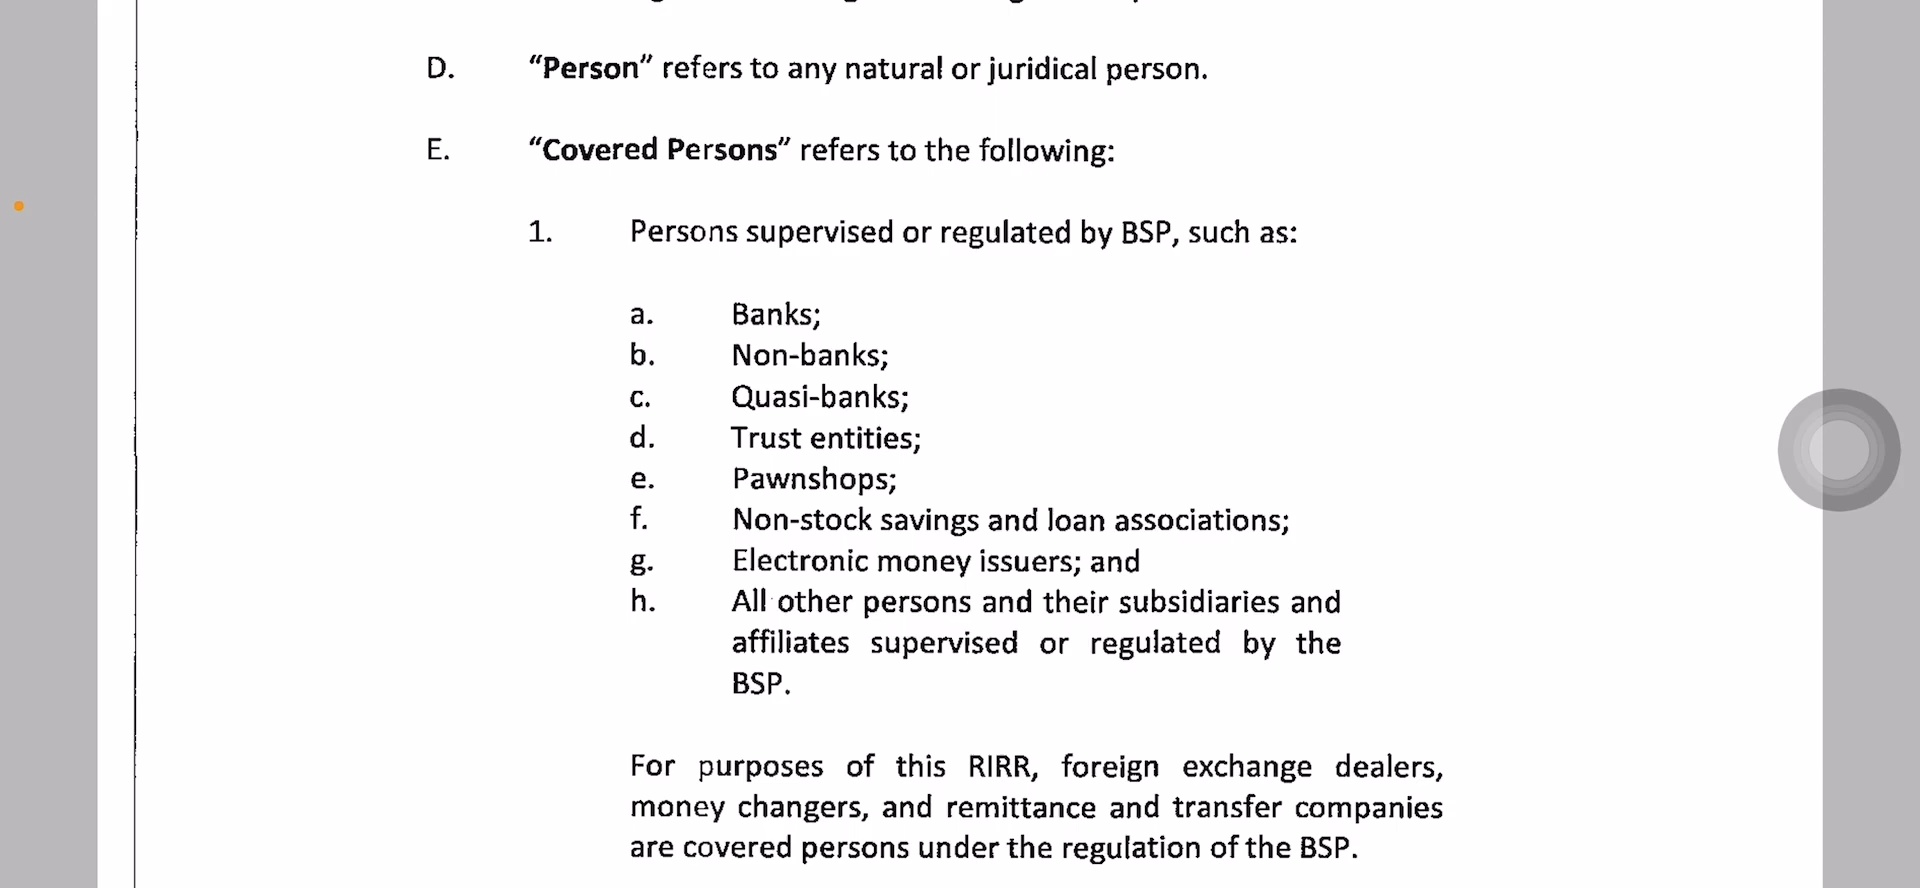 D. “Person” refers to any natural or juridical person.
E. “Covered Persons” refers to the following:
1. Persons supervised or regulated by BSP, such as:
a. Banks;
b. Non-banks;
c. Quasi-banks;
d. Trust entities;
e. Pawnshops;
f. Non-stock savings and loan associations;
g. Electronic money issuers; and
h. All other persons and their subsidiaries and
affiliates supervised or regulated by the
BSP.
For purposes of this RIRR, foreign exchange dealers,
money changers, and remittance and transfer companies
are covered persons under the regulation of the BSP.